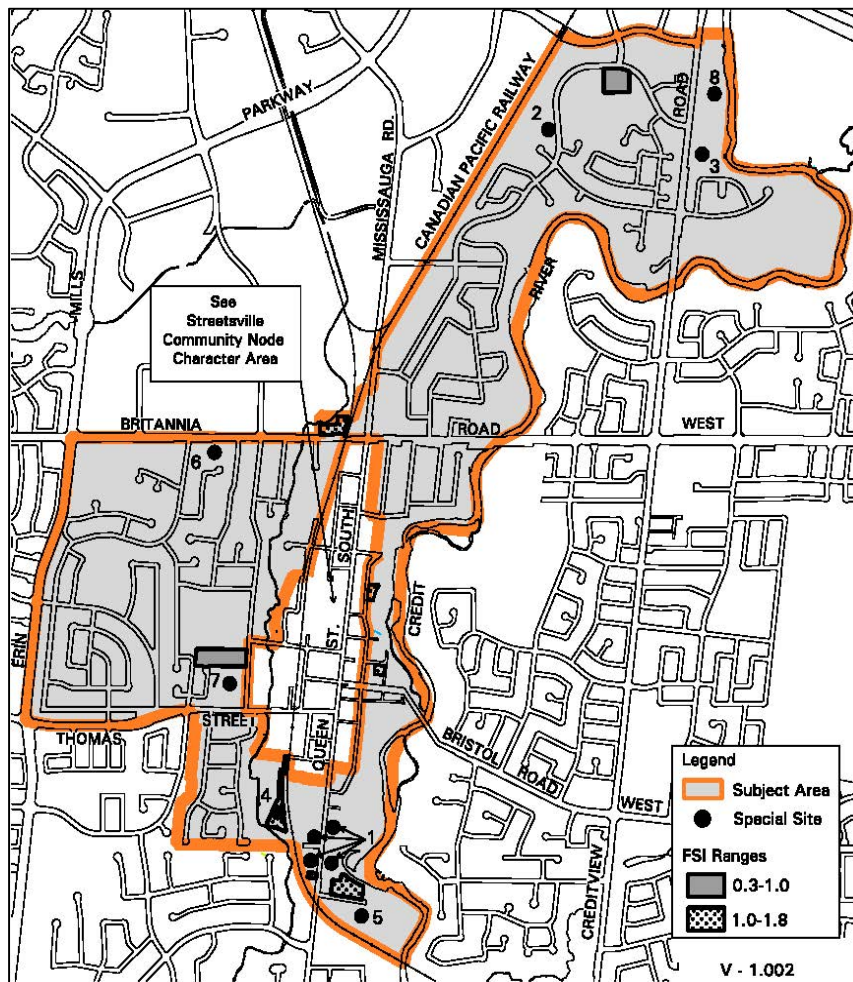 PARKWAY
MISSISSAUGA RD.
CANADIAN PACIFIC RAILWAY
ROAD
8
2
3
MILLS
RIVER
See
Streetsville
Community Node
Character Area
BRITANNIA
ROAD
WEST
6
SOUTH
CREDIT
ST.
ERIN
7
STREET
THOMAS
QUEEN
BRISTOL
ROAD
WEST
4
1
5
CREDITVIEW
Legend
Subject Area
Special Site
FSI Ranges
0.3-1.0
1.0-1.8
V - 1.002